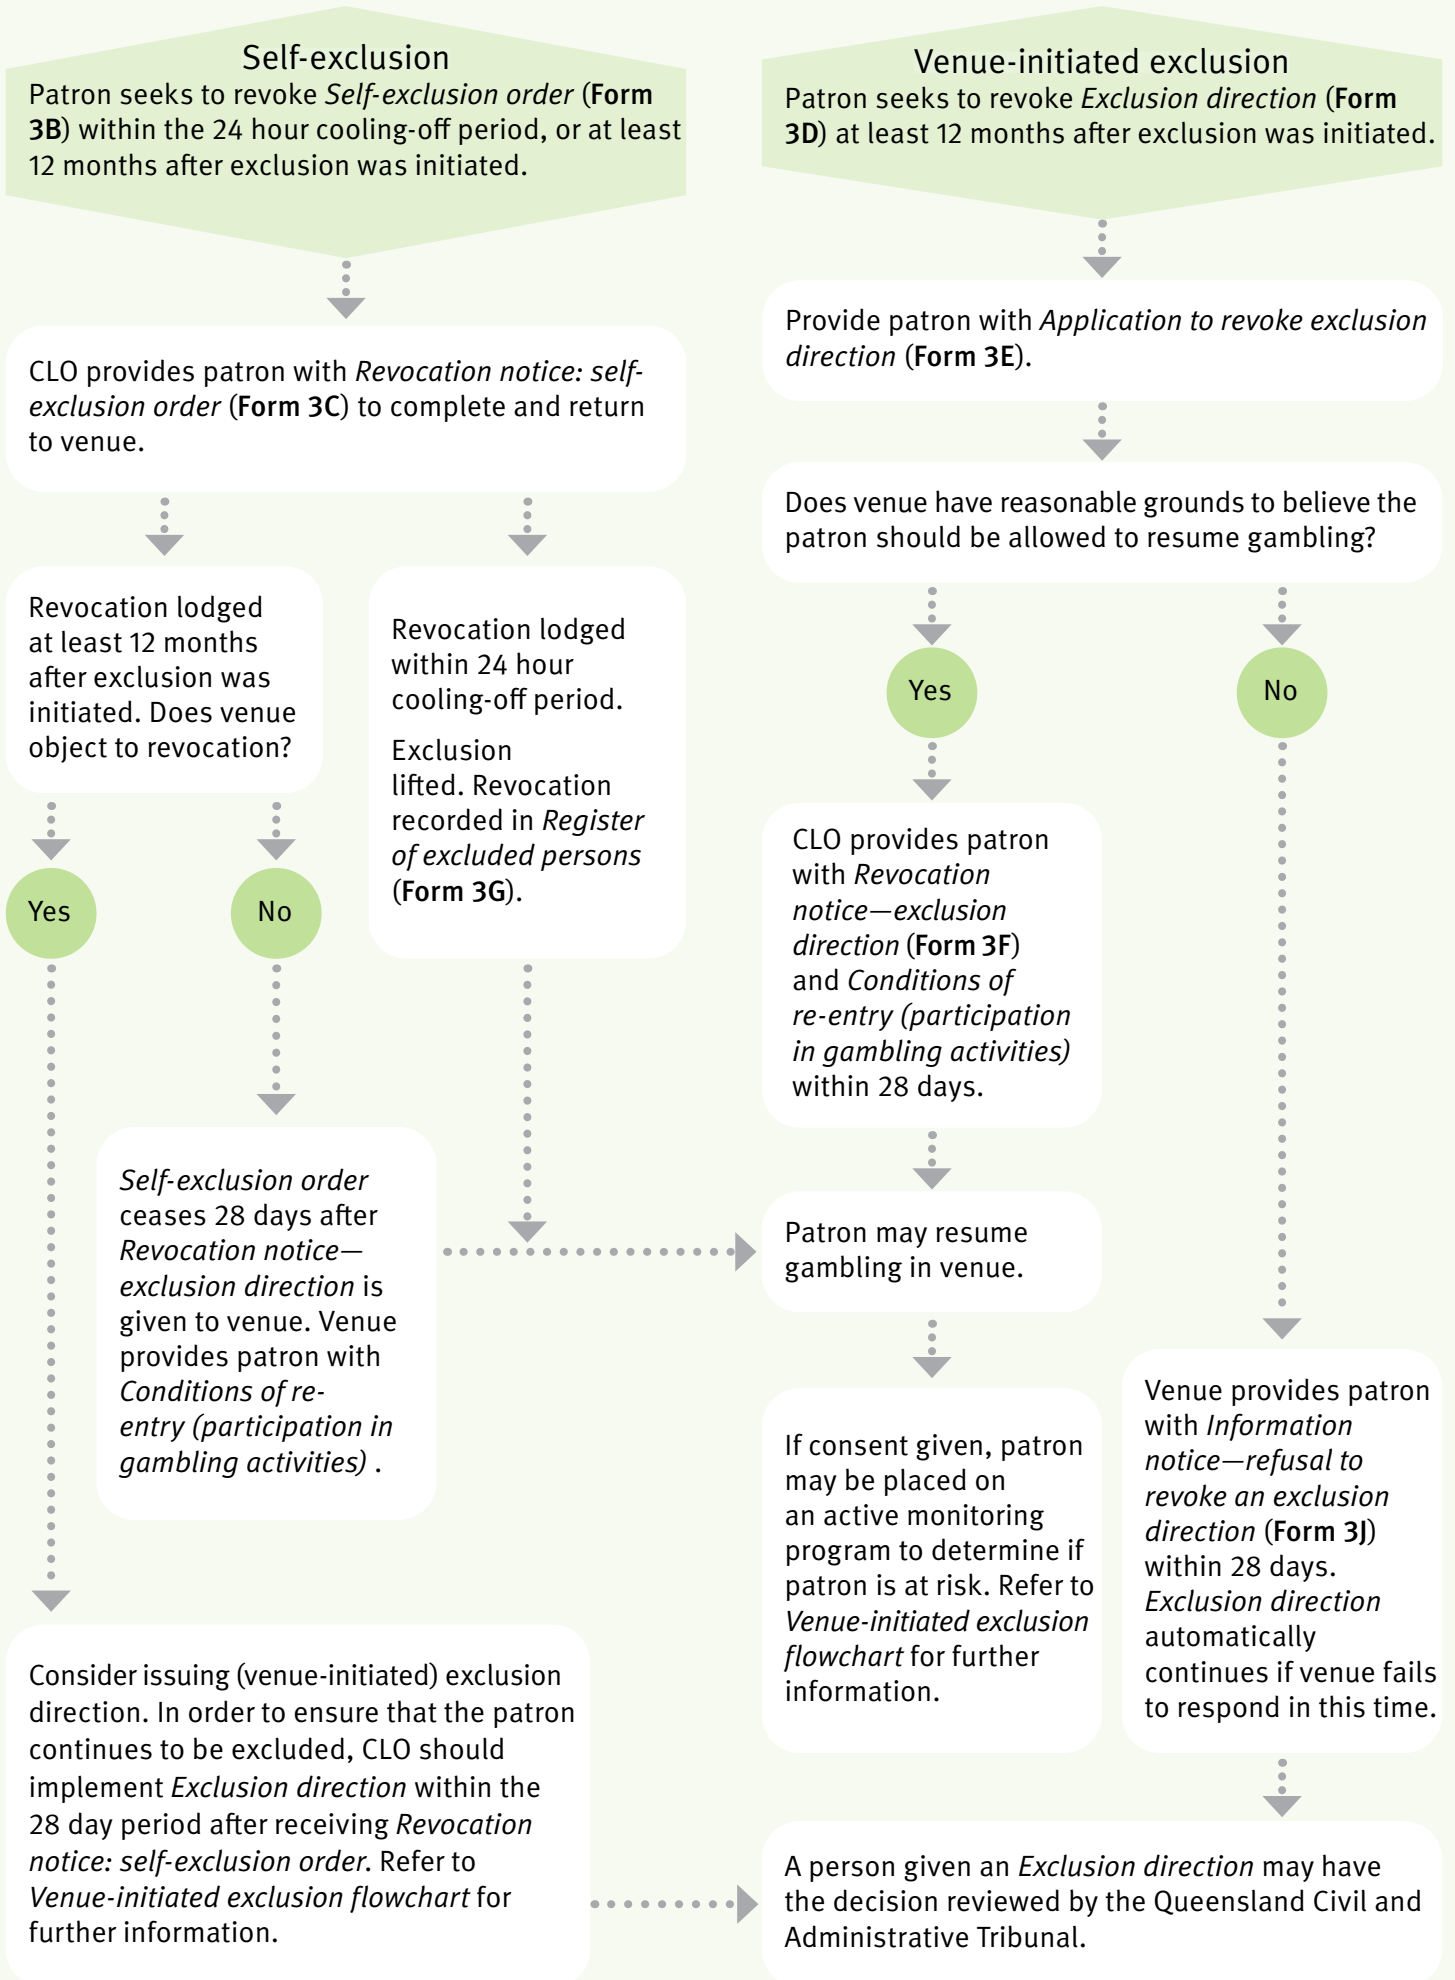 Self-exclusion
Patron seeks to revoke Self-exclusion order (Form
3B) within the 24 hour cooling-off period, or at least
12 months after exclusion was initiated.
CLO provides patron with Revocation notice: self-
exclusion order (Form 3C) to complete and return
to venue.
Revocation lodged
at least 12 months
after exclusion was
initiated. Does venue
object to revocation?
Yes
No
Revocation lodged
within 24 hour
cooling-off period.
Exclusion
lifted. Revocation
recorded in Register
of excluded persons
(Form 3G).
Self-exclusion order
ceases 28 days after
Revocation notice—
exclusion direction is
given to venue. Venue
provides patron with
Conditions of re-
entry (participation in
gambling activities) .
Consider issuing (venue-initiated) exclusion
direction. In order to ensure that the patron
continues to be excluded, CLO should
implement Exclusion direction within the
28 day period after receiving Revocation
notice: self-exclusion order. Refer to
Venue-initiated exclusion flowchart for
further information.
Venue-initiated exclusion
Patron seeks to revoke Exclusion direction (Form
3D) at least 12 months after exclusion was initiated.
Provide patron with Application to revoke exclusion
direction (Form 3E).
Does venue have reasonable grounds to believe the
patron should be allowed to resume gambling?
Yes
No
CLO provides patron
with Revocation
notice—exclusion
direction (Form 3F)
and Conditions of
re-entry (participation
in gambling activities)
within 28 days.
Patron may resume
gambling in venue.
If consent given, patron
may be placed on
an active monitoring
program to determine if
patron is at risk. Refer to
Venue-initiated exclusion
flowchart for further
information.
Venue provides patron
with Information
notice—refusal to
revoke an exclusion
direction (Form 3J)
within 28 days.
Exclusion direction
automatically
continues if venue fails
to respond in this time.
A person given an Exclusion direction may have
the decision reviewed by the Queensland Civil and
Administrative Tribunal.